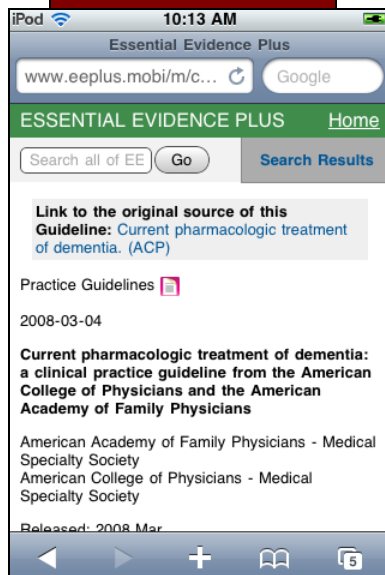 iPod 10:13 AM
Essential Evidence Plus
www.eeplus.mobi/m/c... Google
ESSENTIAL EVIDENCE PLUS Home
Search all of EE Go Search Results
Link to the original source of this
Guideline: Current pharmacologic treatment
of dementia. (ACP)
Practice Guidelines
2008-03-04
Current pharmacologic treatment of dementia:
a clinical practice guideline from the American
College of Physicians and the American
Academy of Family Physicians
American Academy of Family Physicians - Medical
Specialty Society
American College of Physicians - Medical
Specialty Society
Released: 2008 Mar
5